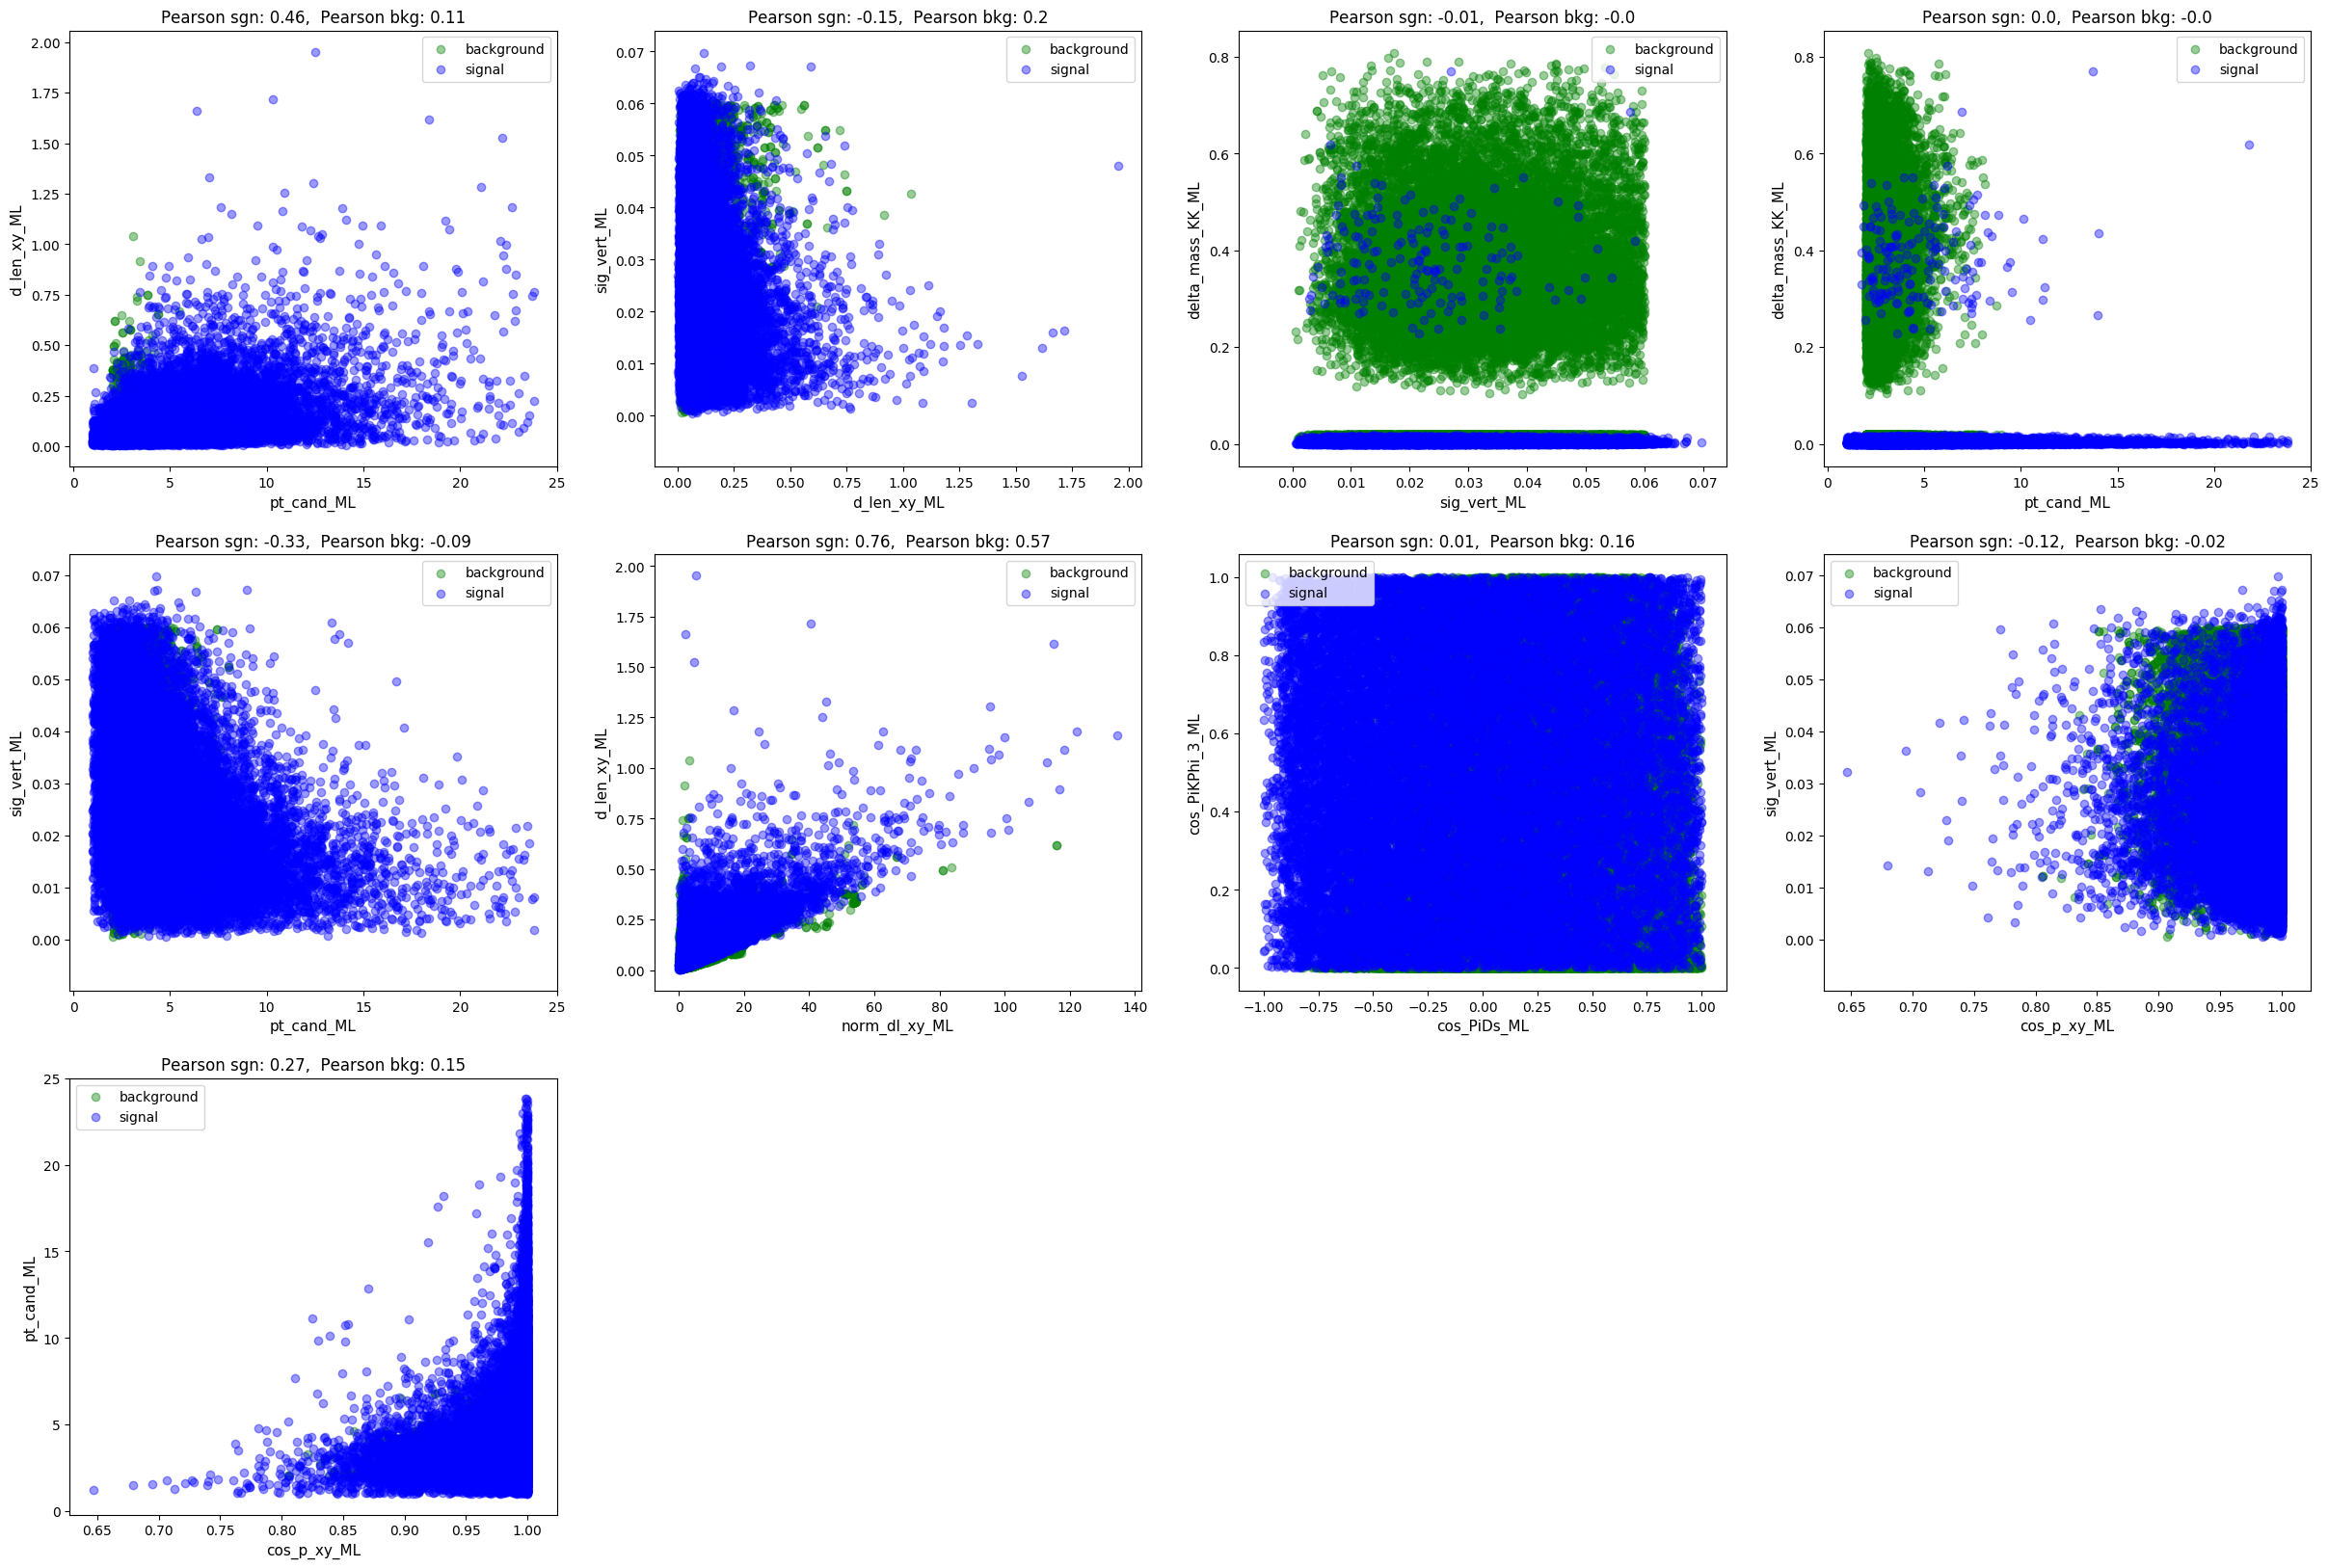 Pearson sgn: 0.46,  Pearson bkg: 0.11
background
signal
2.00
1.75
1.50
1.25
1.00
0.75
0.50
0.25
0.00
d_len_xy_ML
0 5 10 15 20 25
pt_cand_ML
Pearson sgn: -0.15,  Pearson bkg: 0.2
background
signal
0.07
0.06
0.05
0.04
0.03
0.02
0.01
0.00
sig_vert_ML
0.00 0.25 0.50 0.75 1.00 1.25 1.50 1.75 2.00
d_len_xy_ML
Pearson sgn: -0.01,  Pearson bkg: -0.0
background
signal
0.8
0.6
0.4
0.2
0.0
delta_mass_KK_ML
0.00 0.01 0.02 0.03 0.04 0.05 0.06 0.07
sig_vert_ML
Pearson sgn: 0.0,  Pearson bkg: -0.0
background
signal
0.8
0.6
0.4
0.2
0.0
delta_mass_KK_ML
0 5 10 15 20 25
pt_cand_ML
Pearson sgn: -0.33,  Pearson bkg: -0.09
background
signal
0.07
0.06
0.05
0.04
0.03
0.02
0.01
0.00
sig_vert_ML
0 5 10 15 20 25
pt_cand_ML
Pearson sgn: 0.76,  Pearson bkg: 0.57
background
signal
2.00
1.75
1.50
1.25
1.00
0.75
0.50
0.25
0.00
d_len_xy_ML
0 20 40 60 80 100 120 140
norm_dl_xy_ML
Pearson sgn: 0.01,  Pearson bkg: 0.16
background
signal
1.0
0.8
0.6
0.4
0.2
0.0
cos_PiKPhi_3_ML
−1.00 −0.75 −0.50 −0.25 0.00 0.25 0.50 0.75 1.00
cos_PiDs_ML
Pearson sgn: -0.12,  Pearson bkg: -0.02
background
signal
0.07
0.06
0.05
0.04
0.03
0.02
0.01
0.00
sig_vert_ML
0.65 0.70 0.75 0.80 0.85 0.90 0.95 1.00
cos_p_xy_ML
Pearson sgn: 0.27,  Pearson bkg: 0.15
background
signal
25
20
15
10
5
0
pt_cand_ML
0.65 0.70 0.75 0.80 0.85 0.90 0.95 1.00
cos_p_xy_ML